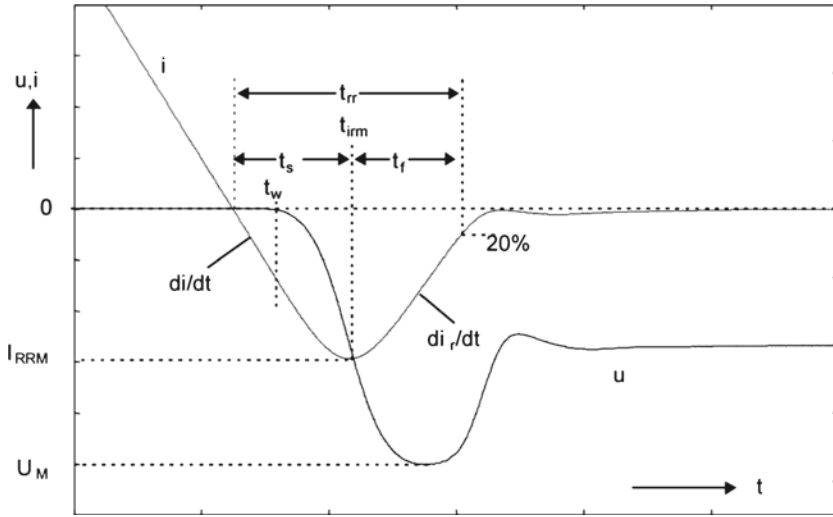 i
u,i
t_rr
t_irm
t_s
t_f
t_w
0
20%
di/dt
di_r/dt
I_RRM
u
U_M
t